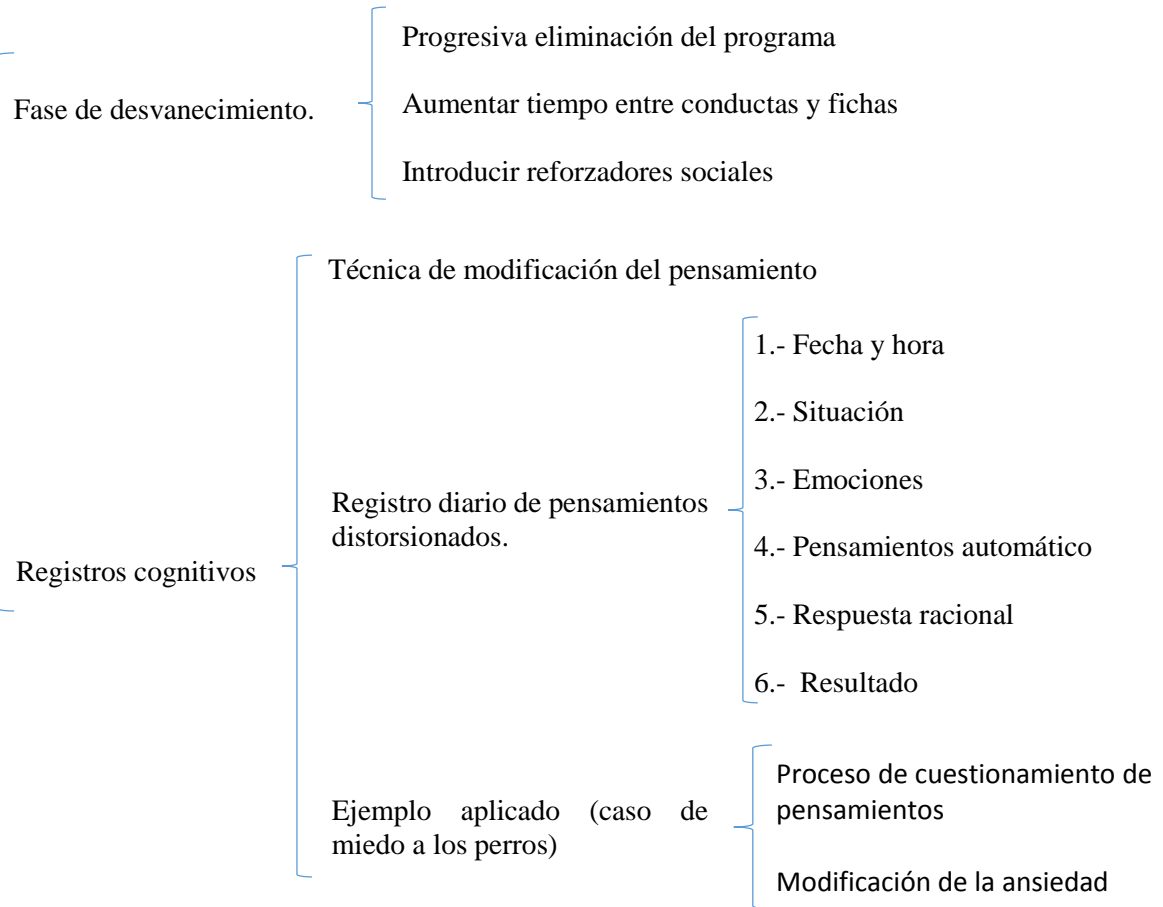 Fase de desvanecimiento.
Progresiva eliminación del programa
Aumentar tiempo entre conductas y fichas
Introducir reforzadores sociales
Registros cognitivos
Técnica de modificación del pensamiento
Registro diario de pensamientos
distorsionados.
1.- Fecha y hora
2.- Situación
3.- Emociones
4.- Pensamientos automático
5.- Respuesta racional
6.- Resultado
Ejemplo aplicado (caso de
miedo a los perros)
Proceso de cuestionamiento de
pensamientos
Modificación de la ansiedad